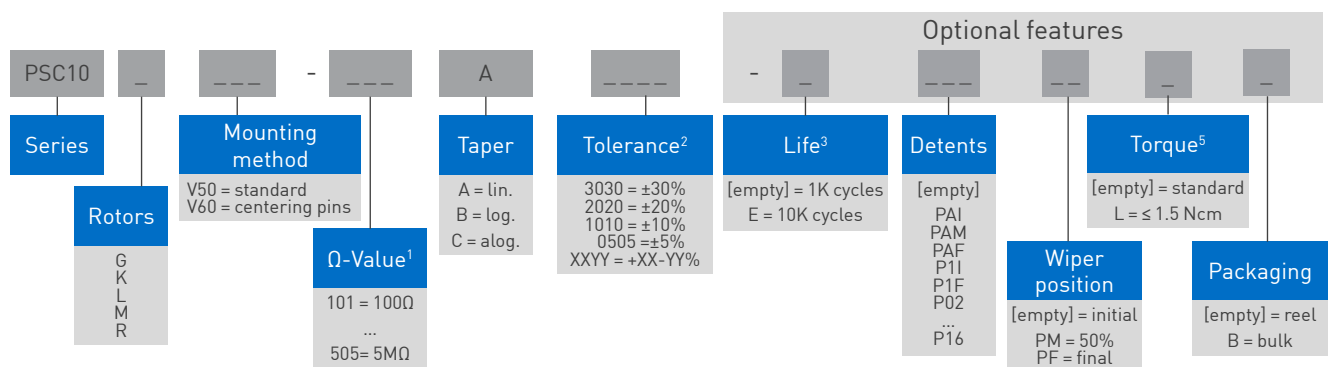 Optional features
PSC10 _ _ _ _ - _ _ _ A _ _ _ _ - _ _ _ _ _ _ _ _
Series
Rotors
G
K
L
M
R
Mounting
method
V50 = standard
V60 = centering pins
Ω-Value¹
101 = 100Ω
...
505= 5MΩ
Taper
A = lin.
B = log.
C = alog.
Tolerance²
3030 = ±30%
2020 = ±20%
1010 = ±10%
0505 =±5%
XXYY = +XX-YY%
Life³
[empty] = 1K cycles
E = 10K cycles
Detents
[empty]
PAI
PAM
PAF
P1I
P1F
P02
...
P16
Wiper
position
[empty] = initial
PM = 50%
PF = final
Torque⁵
[empty] = standard
L = ≤ 1.5 Ncm
Packaging
[empty] = reel
B = bulk